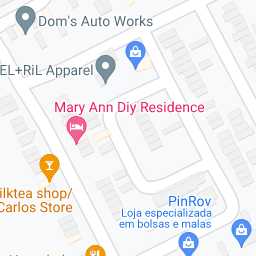 Dom's Auto Works
EL+RiL Apparel
Mary Ann Diy Residence
ilktea shop/
Carlos Store
PinRov
Loja especializada
em bolsas e malas